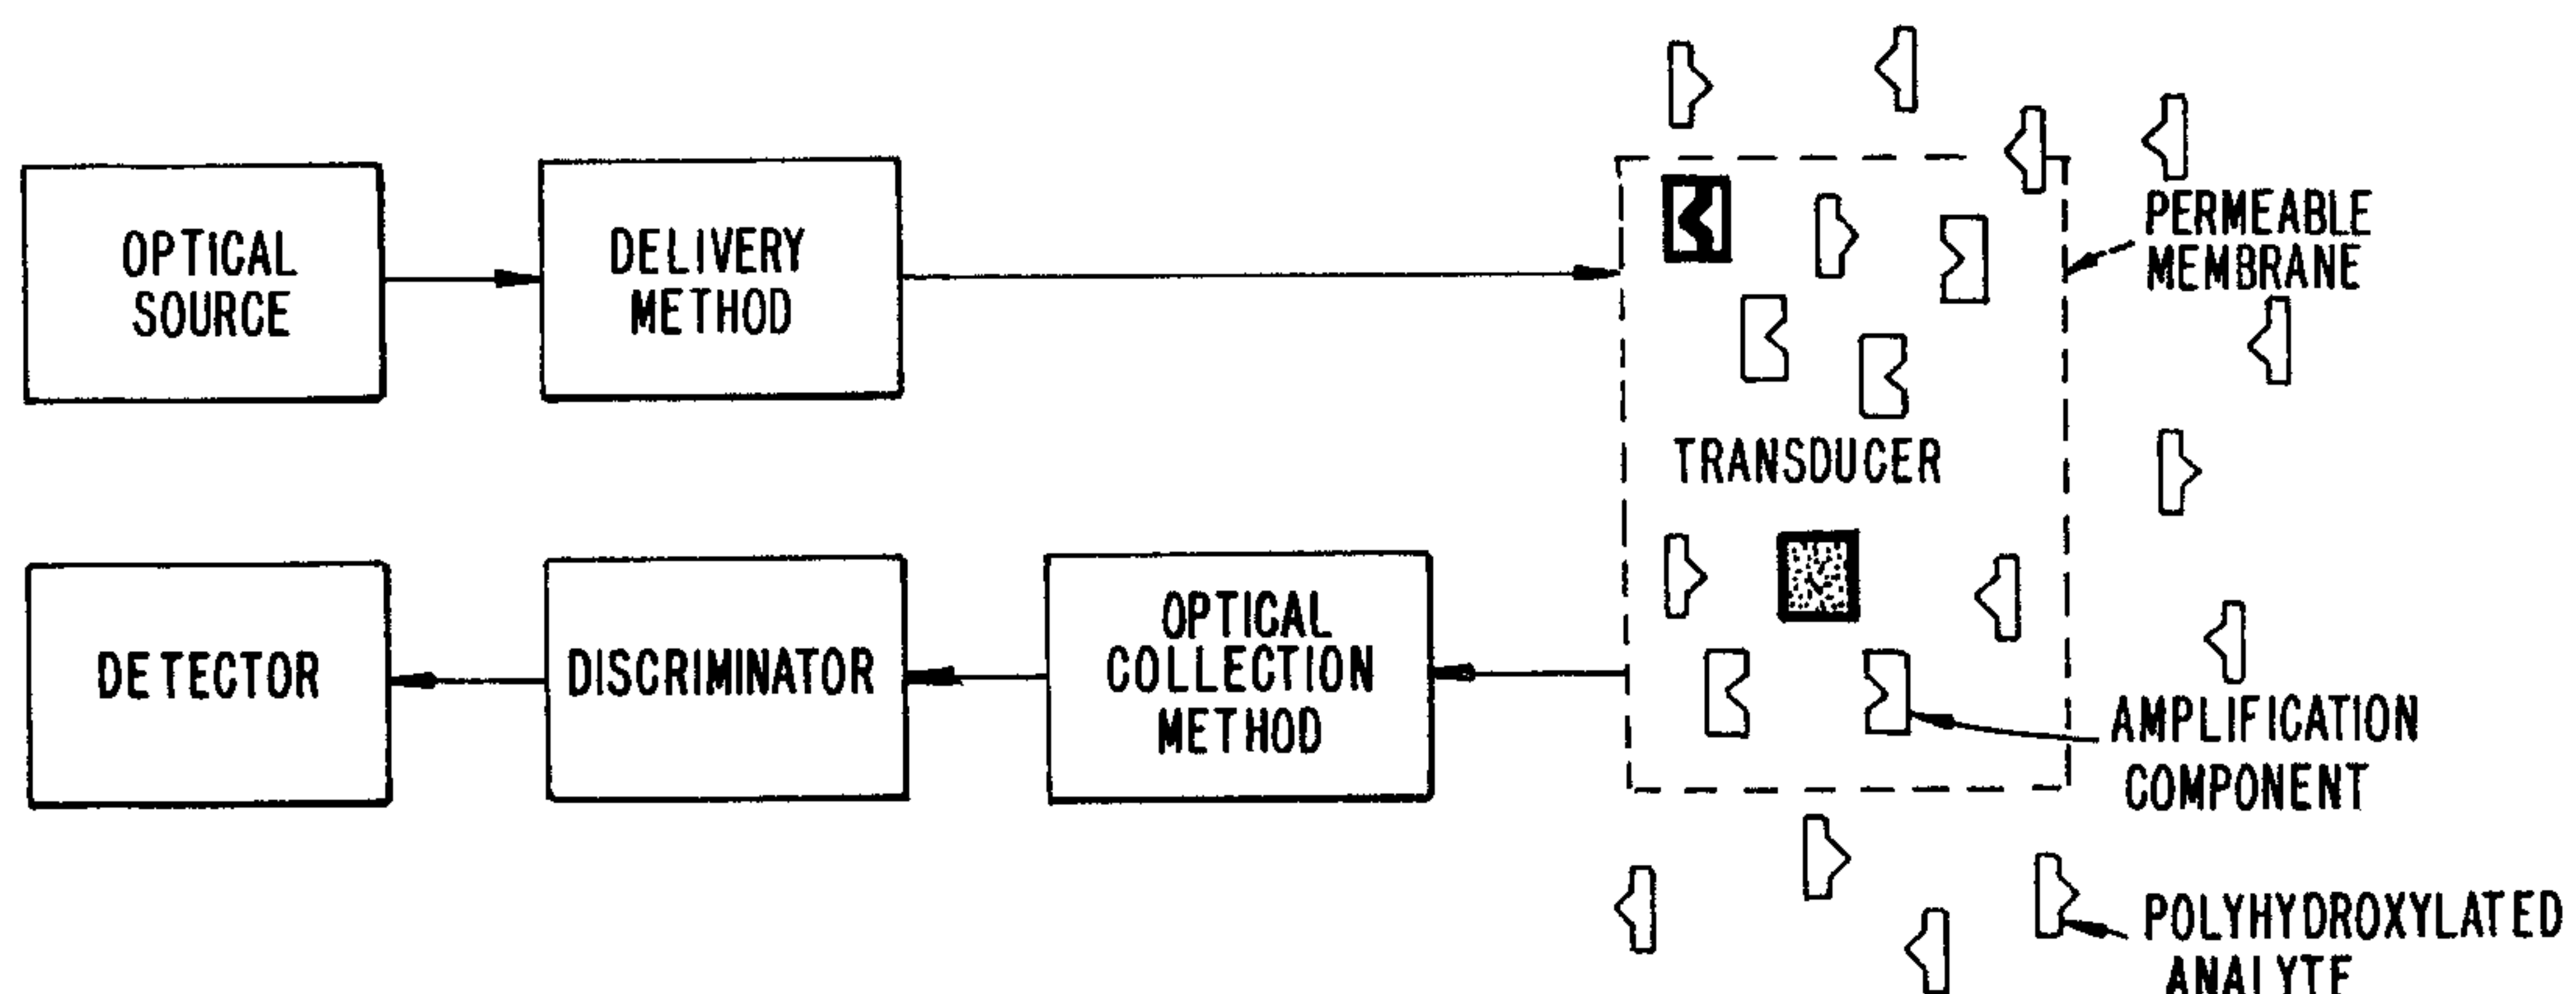 OPTICAL
SOURCE
DELIVERY
METHOD
PERMEABLE
MEMBRANE
TRANSDUCER
DETECTOR
DISCRIMINATOR
OPTICAL
COLLECTION
METHOD
AMPLIFICATION
COMPONENT
POLYHYDROXYLATED
ANALYTE